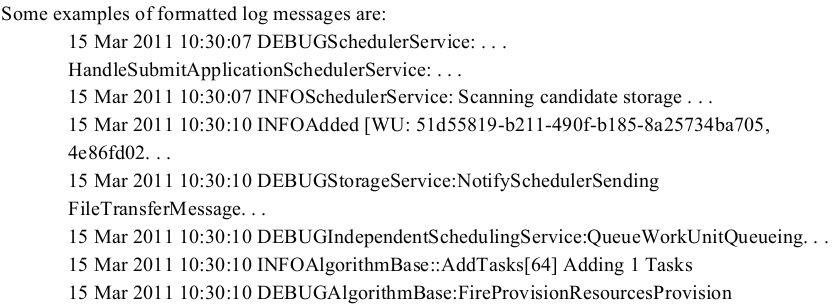 Some examples of formatted log messages are:
15 Mar 2011 10:30:07 DEBUGSchedulerService: . . .
HandleSubmitApplicationSchedulerService: . . .
15 Mar 2011 10:30:07 INFOSchedulerService: Scanning candidate storage . . .
15 Mar 2011 10:30:10 INFOAdded [WU: 51d55819-b211-490f-b185-8a25734ba705,
4e86fd02. . .
15 Mar 2011 10:30:10 DEBUGStorageService:NotifySchedulerSending
FileTransferMessage. . .
15 Mar 2011 10:30:10 DEBUGIndependentSchedulingService:QueueWorkUnitQueueing. . .
15 Mar 2011 10:30:10 INFOAlgorithmBase::AddTasks[64] Adding 1 Tasks
15 Mar 2011 10:30:10 DEBUGAlgorithmBase:FireProvisionResourcesProvision